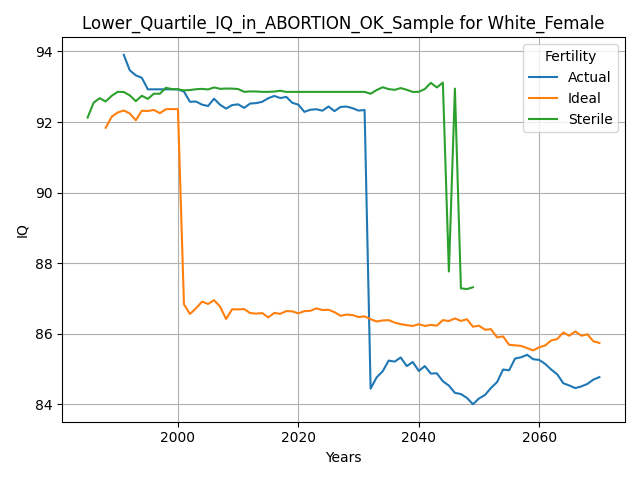 Lower_Quartile_IQ_in_ABORTION_OK_Sample for White_Female
94
92
90
88
86
84
IQ
2000
2020
2040
2060
Years
Fertility
Actual
Ideal
Sterile